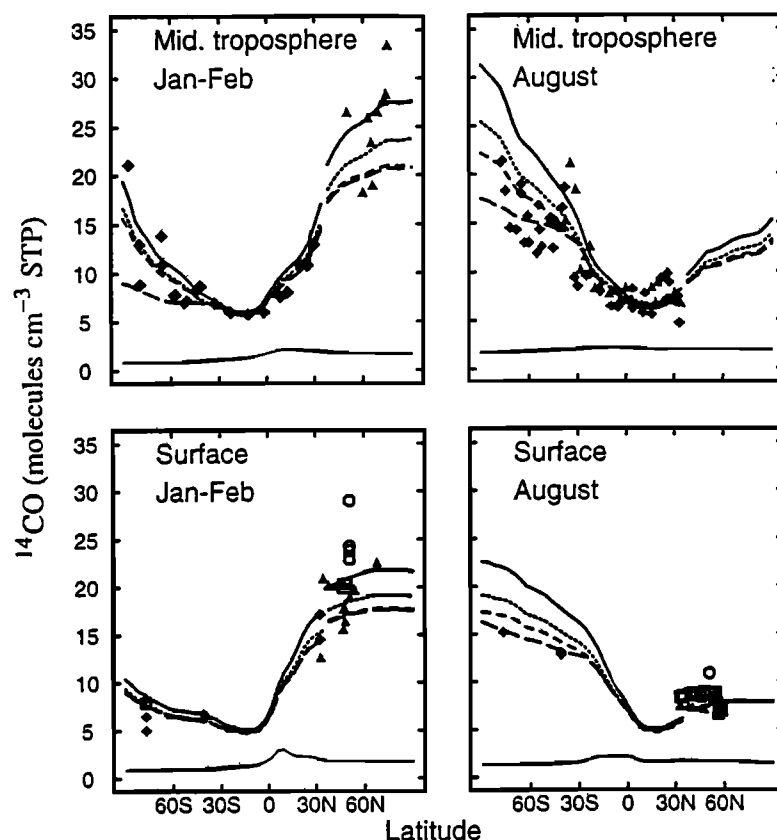 Mid. troposphere
Jan-Feb
35
30
25
20
15
10
5
0
Mid. troposphere
August
¹⁴CO (molecules cm⁻³ STP)
Surface
Jan-Feb
35
30
25
20
15
10
5
0
60S 30S 0 30N 60N
Surface
August
60S 30S 0 30N 60N
Latitude